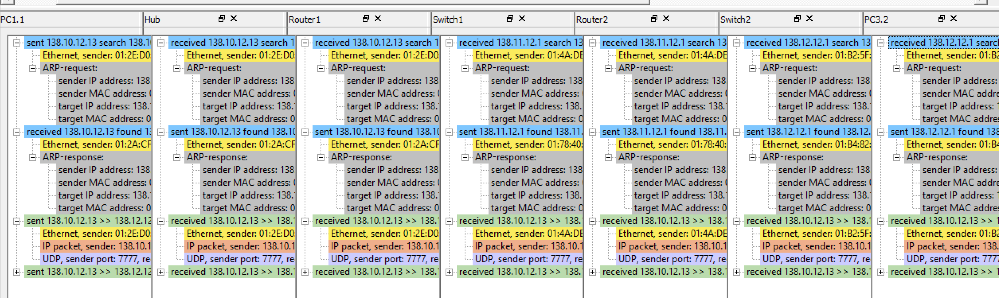 PC1.1
Hub
Router1
Switch1
Router2
Switch2
PC3.2
sent 138.10.12.13 search 138.1
Ethernet, sender: 01:2E:D0
ARP-request:
sender IP address: 138
sender MAC address:
target IP address: 138.
target MAC address: 0
received 138.10.12.13 found
Ethernet, sender: 01:2A:CF
ARP-response:
sender IP address: 138
sender MAC address:
target IP address: 138.
target MAC address: 0
sent 138.10.12.13 >> 138.12.12
Ethernet, sender: 01:2E:D0
IP packet, sender: 138.10.1
UDP, sender port: 7777, re
sent 138.10.12.13 >> 138.12.12
received 138.10.12.13 search 1
Ethernet, sender: 01:2E:D0
ARP-request:
sender IP address: 138
sender MAC address:
target IP address: 138.
target MAC address: 0
sent 138.10.12.13 found 138.10
Ethernet, sender: 01:2A:CF
ARP-response:
sender IP address: 138
sender MAC address:
target IP address: 138.
target MAC address: 0
received 138.10.12.13 >> 138.1
Ethernet, sender: 01:2E:D0
IP packet, sender: 138.10.1
UDP, sender port: 7777, re
received 138.10.12.13 >> 138.1
received 138.10.12.13 search 1
Ethernet, sender: 01:2E:D0
ARP-request:
sender IP address: 138
sender MAC address:
target IP address: 138.
target MAC address: 0
sent 138.10.12.13 found 138.10
Ethernet, sender: 01:2A:CF
ARP-response:
sender IP address: 138
sender MAC address:
target IP address: 138.
target MAC address: 0
received 138.10.12.13 >> 138.1
Ethernet, sender: 01:2E:D0
IP packet, sender: 138.10.1
UDP, sender port: 7777, re
received 138.10.12.13 >> 138.1
received 138.11.12.1 search 13
Ethernet, sender: 01:4A:DE
ARP-request:
sender IP address: 138
sender MAC address:
target IP address: 138.
target MAC address: 0
sent 138.11.12.1 found 138.11.
Ethernet, sender: 01:78:40:
ARP-response:
sender IP address: 138
sender MAC address:
target IP address: 138.
target MAC address: 0
received 138.10.12.13 >> 138.
Ethernet, sender: 01:4A:DE
IP packet, sender: 138.10.1
UDP, sender port: 7777, re
received 138.10.12.13 >> 138.
received 138.11.12.1 search 13
Ethernet, sender: 01:4A:DE
ARP-request:
sender IP address: 138
sender MAC address:
target IP address: 138.
target MAC address: 0
sent 138.11.12.1 found 138.11.
Ethernet, sender: 01:78:40:
ARP-response:
sender IP address: 138
sender MAC address:
target IP address: 138.
target MAC address: 0
received 138.10.12.13 >> 138.1
Ethernet, sender: 01:4A:DE
IP packet, sender: 138.10.1
UDP, sender port: 7777, re
received 138.10.12.13 >> 138.1
received 138.12.12.1 search 13
Ethernet, sender: 01:B2:5F:
ARP-request:
sender IP address: 138
sender MAC address:
target IP address: 138.
target MAC address: 0
sent 138.12.12.1 found 138.12.
Ethernet, sender: 01:B4:82:
ARP-response:
sender IP address: 138
sender MAC address:
target IP address: 138.
target MAC address: 0
received 138.10.12.13 >> 138.1
Ethernet, sender: 01:B2:5F:
IP packet, sender: 138.10.1
UDP, sender port: 7777, re
received 138.10.12.13 >> 138.1
received 138.12.12.1 searc
Ethernet, sender: 01:B2
ARP-request:
sender IP address:
sender MAC addre
target IP address: 1
target MAC addres
sent 138.12.12.1 found 138
Ethernet, sender: 01:B4
ARP-response:
sender IP address:
sender MAC addre
target IP address: 1
target MAC addres
received 138.10.12.13 >> 1
Ethernet, sender: 01:B2
IP packet, sender: 138.
UDP, sender port: 7777
received 138.10.12.13 >> 1